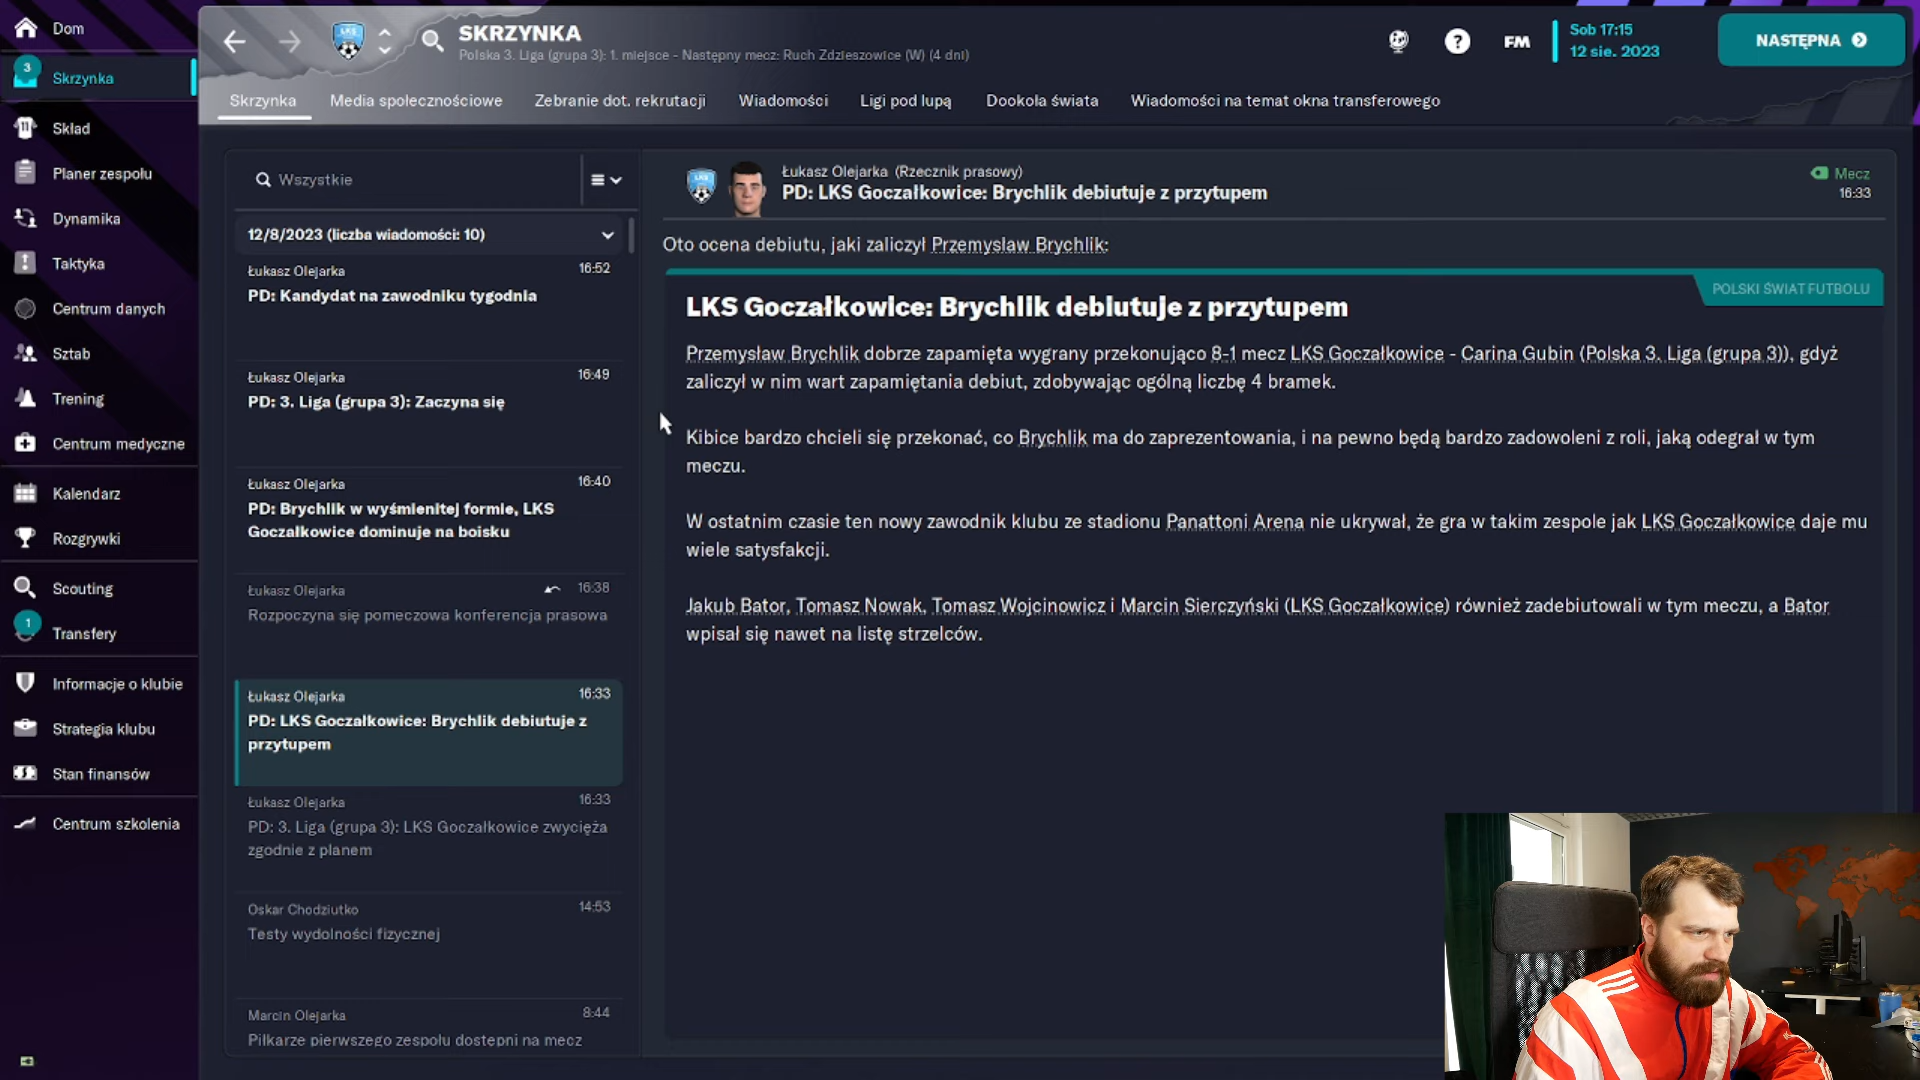 Dom
3
Skrzynka
Skład
Planer zespołu
Dynamika
Taktyka
Centrum danych
Sztab
Trening
Centrum medyczne
Kalendarz
Rozgrywki
Scouting
1
Transfery
Informacje o klubie
Strategia klubu
Stan finansów
Centrum szkolenia
SKRZYNKA
Polska 3. Liga (grupa 3): 1. miejsce - Następny mecz: Ruch Zdzieszowice (W) (4 dni)
FM
Sob 17:15
12 sie. 2023
NASTĘPNA
Skrzynka
Media społecznościowe
Zebranie dot. rekrutacji
Wiadomości
Ligi pod lupą
Dookoła świata
Wiadomości na temat okna transferowego
Wszystkie
12/8/2023 (liczba wiadomości: 10)
Łukasz Olejarka 16:52
PD: Kandydat na zawodniku tygodnia
Łukasz Olejarka 16:49
PD: 3. Liga (grupa 3): Zaczyna się
Łukasz Olejarka 16:40
PD: Brychlik w wyśmienitej formie, LKS
Goczałkowice dominuje na boisku
Łukasz Olejarka 16:38
Rozpoczyna się pomeczowa konferencja prasowa
Łukasz Olejarka 16:33
PD: LKS Goczałkowice: Brychlik debiutuje z
przytupem
Łukasz Olejarka 16:33
PD: 3. Liga (grupa 3): LKS Goczałkowice zwycięża
zgodnie z planem
Oskar Chodziutko 14:53
Testy wydolności fizycznej
Marcin Olejarka 8:44
Piłkarze pierwszego zespołu dostępni na mecz
Łukasz Olejarka (Rzecznik prasowy)
PD: LKS Goczałkowice: Brychlik debiutuje z przytupem
Mecz
16:33
Oto ocena debiutu, jaki zaliczył Przemysław Brychlik:
POLSKI ŚWIAT FUTBOLU
LKS Goczałkowice: Brychlik debiutuje z przytupem
Przemysław Brychlik dobrze zapamięta wygrany przekonująco 8-1 mecz LKS Goczałkowice - Carina Gubin (Polska 3. Liga (grupa 3)), gdyż
zaliczył w nim wart zapamiętania debiut, zdobywając ogólną liczbę 4 bramek.
Kibice bardzo chcieli się przekonać, co Brychlik ma do zaprezentowania, i na pewno będą bardzo zadowoleni z roli, jaką odegrał w tym
meczu.
W ostatnim czasie ten nowy zawodnik klubu ze stadionu Panattoni Arena nie ukrywał, że gra w takim zespole jak LKS Goczałkowice daje mu
wiele satysfakcji.
Jakub Bator, Tomasz Nowak, Tomasz Wojcinowicz i Marcin Sierczyński (LKS Goczałkowice) również zadebiutowali w tym meczu, a Bator
wpisał się nawet na listę strzelców.